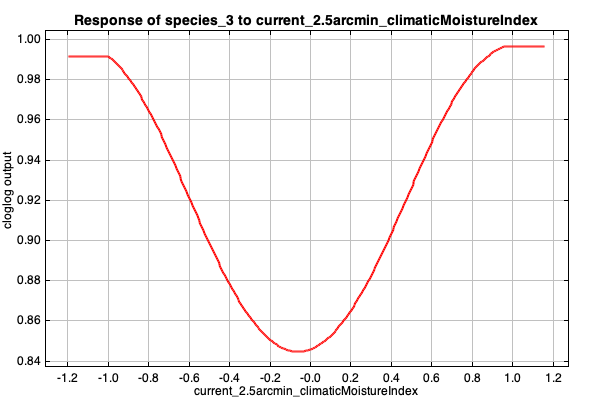 Response of species_3 to current_2.5arcmin_climaticMoistureIndex
1.00
0.98
0.96
0.94
0.92
0.90
0.88
0.86
0.84
cloglog output
-1.2 -1.0 -0.8 -0.6 -0.4 -0.2 -0.0 0.2 0.4 0.6 0.8 1.0 1.2
current_2.5arcmin_climaticMoistureIndex